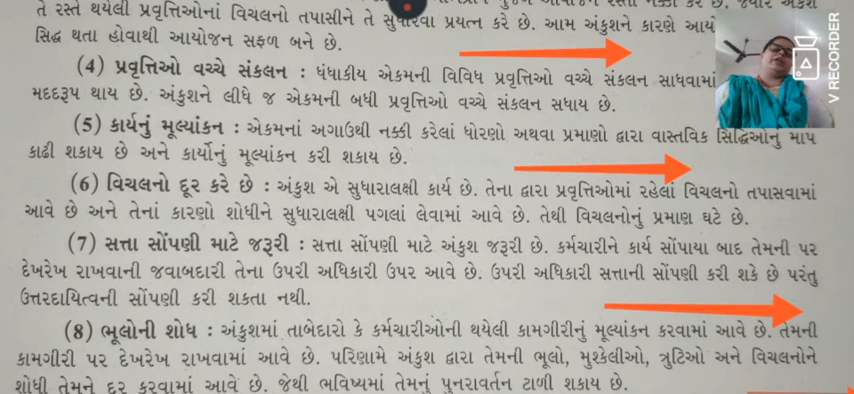 તે રસ્તે થયેલી પ્રવૃત્તિઓનાં વિચલનો તપાસીને તે સુધારવા પ્રયત્ન કરે છે. આમ અંકુશને કારણે
સિદ્ધ થતા હોવાથી આયોજન સફળ બને છે.
(4) પ્રવૃત્તિઓ વચ્ચે સંકલન : ધંધાકીય એકમની વિવિધ પ્રવૃત્તિઓ વચ્ચે સંકલન સાધવામાં
મદદરૂપ થાય છે. અંકુશને લીધે જ એકમની બધી પ્રવૃત્તિઓ વચ્ચે સંકલન સધાય છે.
(5) કાર્યનું મૂલ્યાંકન : એકમનાં અગાઉથી નક્કી કરેલાં ધોરણો અથવા પ્રમાણો દ્વારા વાસ્તવિક સિદ્ધિઓનું માપ
કાઢી શકાય છે અને કાર્યોનું મૂલ્યાંકન કરી શકાય છે.
(6) વિચલનો દૂર કરે છે : અંકુશ એ સુધારાલક્ષી કાર્ય છે. તેના દ્વારા પ્રવૃત્તિઓમાં રહેલાં વિચલનો તપાસવામાં
આવે છે અને તેનાં કારણો શોધીને સુધારાલક્ષી પગલાં લેવામાં આવે છે. તેથી વિચલનોનું પ્રમાણ ઘટે છે.
(7) સત્તા સોંપણી માટે જરૂરી : સત્તા સોંપણી માટે અંકુશ જરૂરી છે. કર્મચારીને કાર્ય સોંપાયા બાદ તેમની પર
દેખરેખ રાખવાની જવાબદારી તેના ઉપરી અધિકારી ઉપર આવે છે. ઉપરી અધિકારી સત્તાની સોંપણી કરી શકે છે પરંતુ
ઉત્તરદાયિત્વની સોંપણી કરી શકતા નથી.
(8) ભૂલોની શોધ : અંકુશમાં તાબેદારો કે કર્મચારીઓની થયેલી કામગીરીનું મૂલ્યાંકન કરવામાં આવે છે. તેમની
કામગીરી પર દેખરેખ રાખવામાં આવે છે. પરિણામે અંકુશ દ્વારા તેમની ભૂલો, મુશ્કેલીઓ, ત્રુટિઓ અને વિચલનોને
શોધી તેમને દૂર કરવામાં આવે છે. જેથી ભવિષ્યમાં તેમનું પુનરાવર્તન ટાળી શકાય છે.
V RECORDER